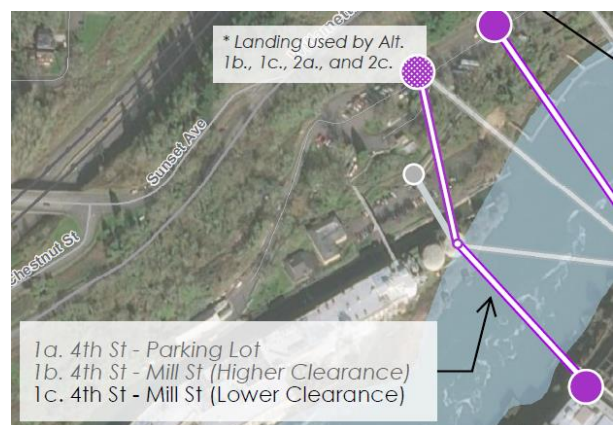 * Landing used by Alt.
1b., 1c., 2a., and 2c.
Sunset Ave
Chestnut St
1a. 4th St - Parking Lot
1b. 4th St - Mill St (Higher Clearance)
1c. 4th St - Mill St (Lower Clearance)